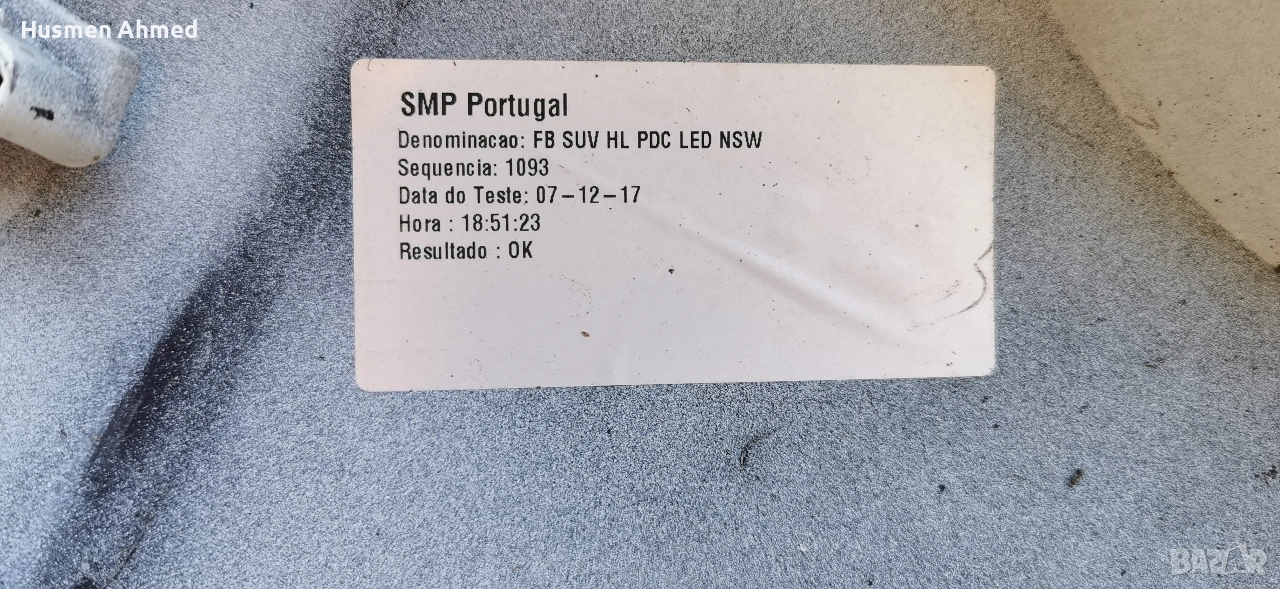 Husmen Ahmed
SMP Portugal
Denominacao: FB SUV HL PDC LED NSW
Sequencia: 1093
Data do Teste: 07-12-17
Hora : 18:51:23
Resultado : OK
BAZAR